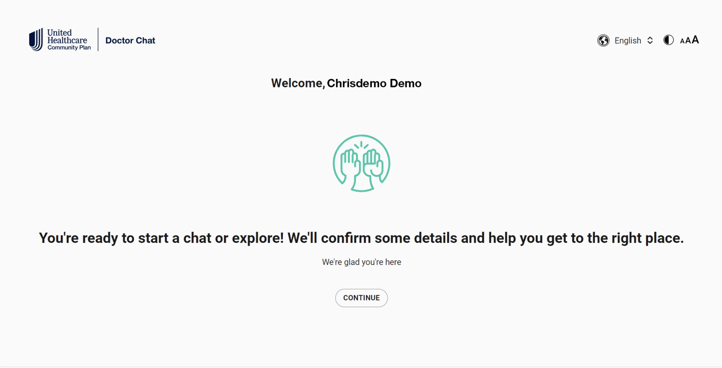 United
Healthcare
Community Plan
Doctor Chat
English
A A A
Welcome, Chrisdemo Demo
You're ready to start a chat or explore! We'll confirm some details and help you get to the right place.
We're glad you're here
CONTINUE